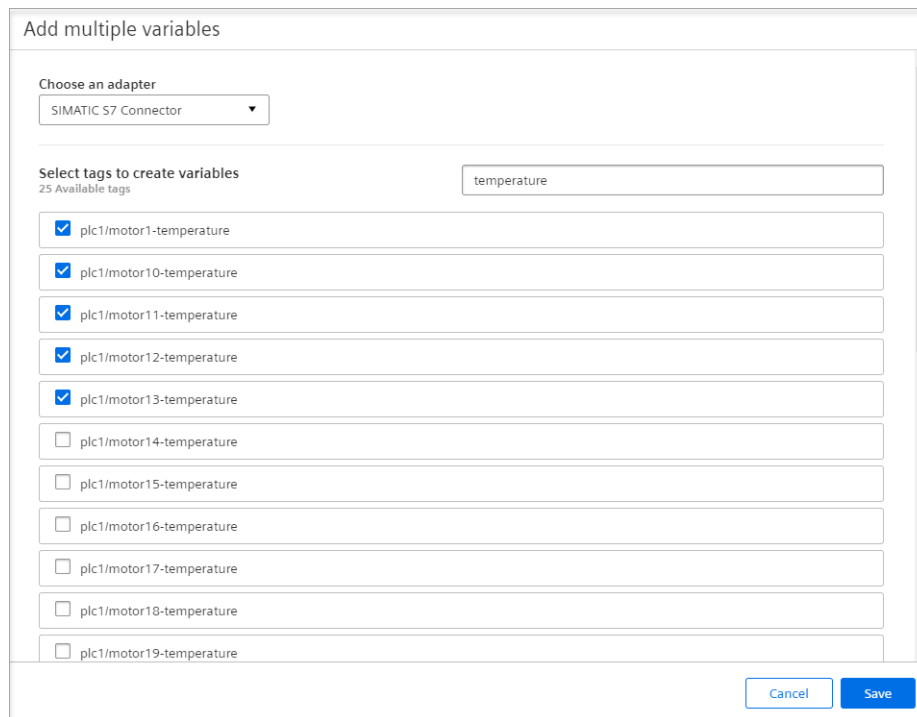 Add multiple variables
Choose an adapter
SIMATIC S7 Connector
Select tags to create variables
25 Available tags
temperature
plc1/motor1-temperature
plc1/motor10-temperature
plc1/motor11-temperature
plc1/motor12-temperature
plc1/motor13-temperature
plc1/motor14-temperature
plc1/motor15-temperature
plc1/motor16-temperature
plc1/motor17-temperature
plc1/motor18-temperature
plc1/motor19-temperature
Cancel
Save